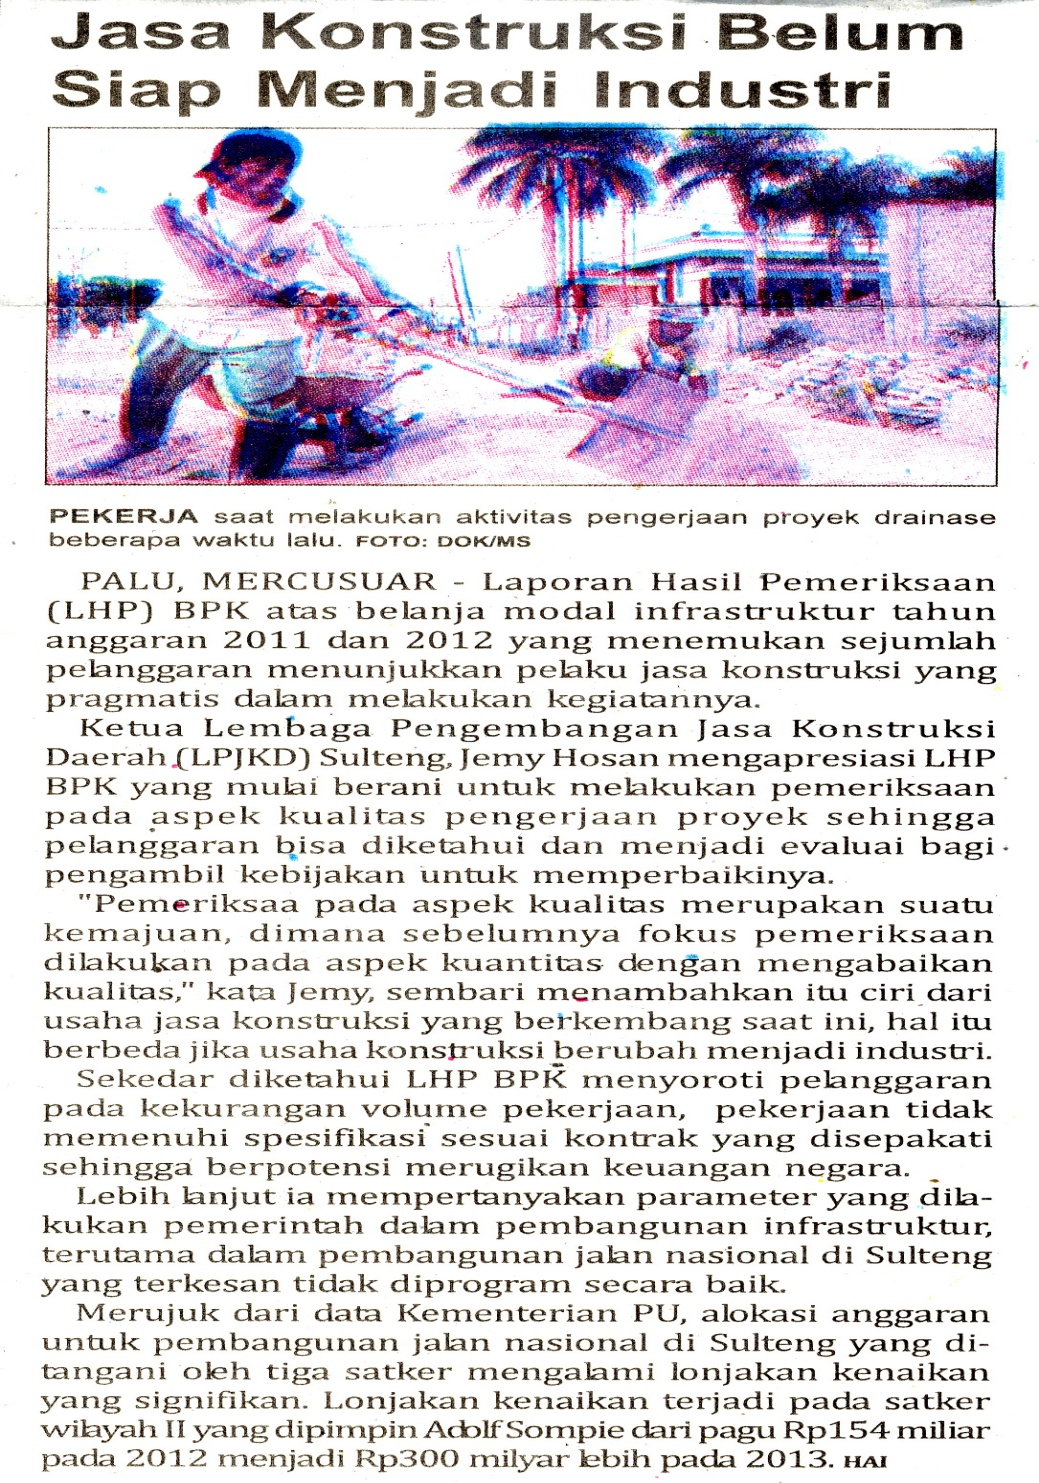 Jasa Konstruksi Belum
Siap Menjadi Industri
PEKERJA saat melakukan aktivitas pengerjaan proyek drainase
beberapa waktu lalu. FOTO: DOK/MS
PALU, MERCUSUAR - Laporan Hasil Pemeriksaan
(LHP) BPK atas belanja modal infrastruktur tahun
anggaran 2011 dan 2012 yang menemukan sejumlah
pelanggaran menunjukkan pelaku jasa konstruksi yang
pragmatis dalam melakukan kegiatannya.
Ketua Lembaga Pengembangan Jasa Konstruksi
Daerah (LPJKD) Sulteng, Jemy Hosan mengapresiasi LHP
BPK yang mulai berani untuk melakukan pemeriksaan
pada aspek kualitas pengerjaan proyek sehingga
pelanggaran bisa diketahui dan menjadi evaluai bagi
pengambil kebijakan untuk memperbaikinya.
"Pemeriksaa pada aspek kualitas merupakan suatu
kemajuan, dimana sebelumnya fokus pemeriksaan
dilakukan pada aspek kuantitas dengan mengabaikan
kualitas," kata Jemy, sembari menambahkan itu ciri dari
usaha jasa konstruksi yang berkembang saat ini, hal itu
berbeda jika usaha konstruksi berubah menjadi industri.
Sekedar diketahui LHP BPK menyoroti pelanggaran
pada kekurangan volume pekerjaan, pekerjaan tidak
memenuhi spesifikasi sesuai kontrak yang disepakati
sehingga berpotensi merugikan keuangan negara.
Lebih lanjut ia mempertanyakan parameter yang dila-
kukan pemerintah dalam pembangunan infrastruktur,
terutama dalam pembangunan jalan nasional di Sulteng
yang terkesan tidak diprogram secara baik.
Merujuk dari data Kementerian PU, alokasi anggaran
untuk pembangunan jalan nasional di Sulteng yang di-
tangani oleh tiga satker mengalami lonjakan kenaikan
yang signifikan. Lonjakan kenaikan terjadi pada satker
wilayah II yang dipimpin Adolf Sompie dari pagu Rp154 miliar
pada 2012 menjadi Rp300 milyar lebih pada 2013. HAI